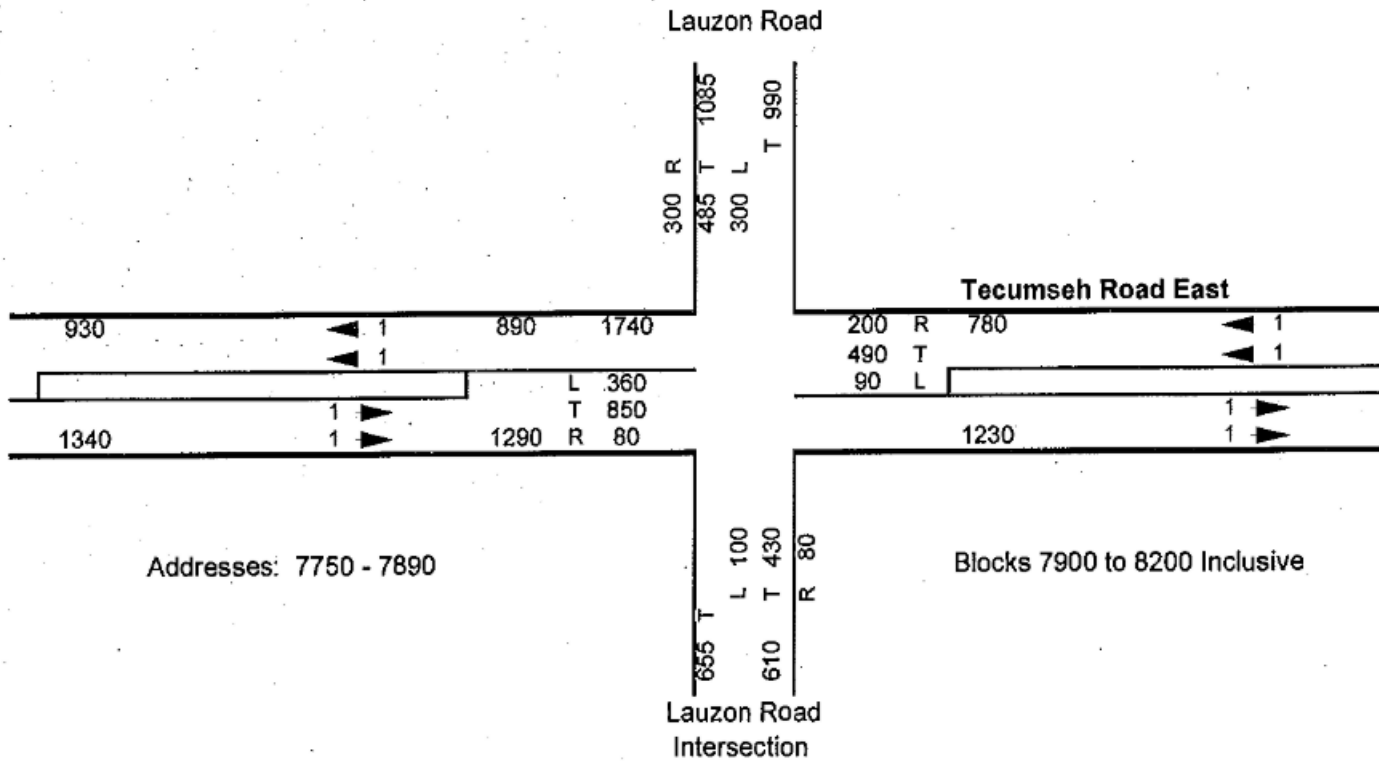 Lauzon Road
300 R
485 T 1085
300 L
T 990
Tecumseh Road East
930 1 890 1740
1
L 360
1 T 850
1340 1 1290 R 80
200 R 780 1
490 T 1
90 L
1
1230 1
Addresses: 7750 - 7890
Blocks 7900 to 8200 Inclusive
655 T
L 100
610 T 430
R 80
Lauzon Road
Intersection